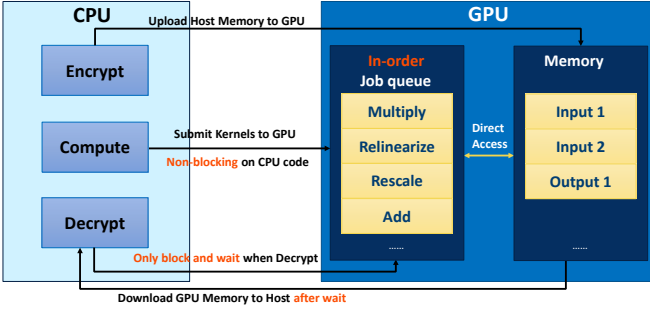 CPU
GPU
Upload Host Memory to GPU
Encrypt
In-order
Job queue
Memory
Multiply
Input 1
Submit Kernels to GPU
Direct
Access
Compute
Relinearize
Input 2
Non-blocking on CPU code
Rescale
Output 1
Decrypt
Add
Only block and wait when Decrypt
......
......
Download GPU Memory to Host after wait